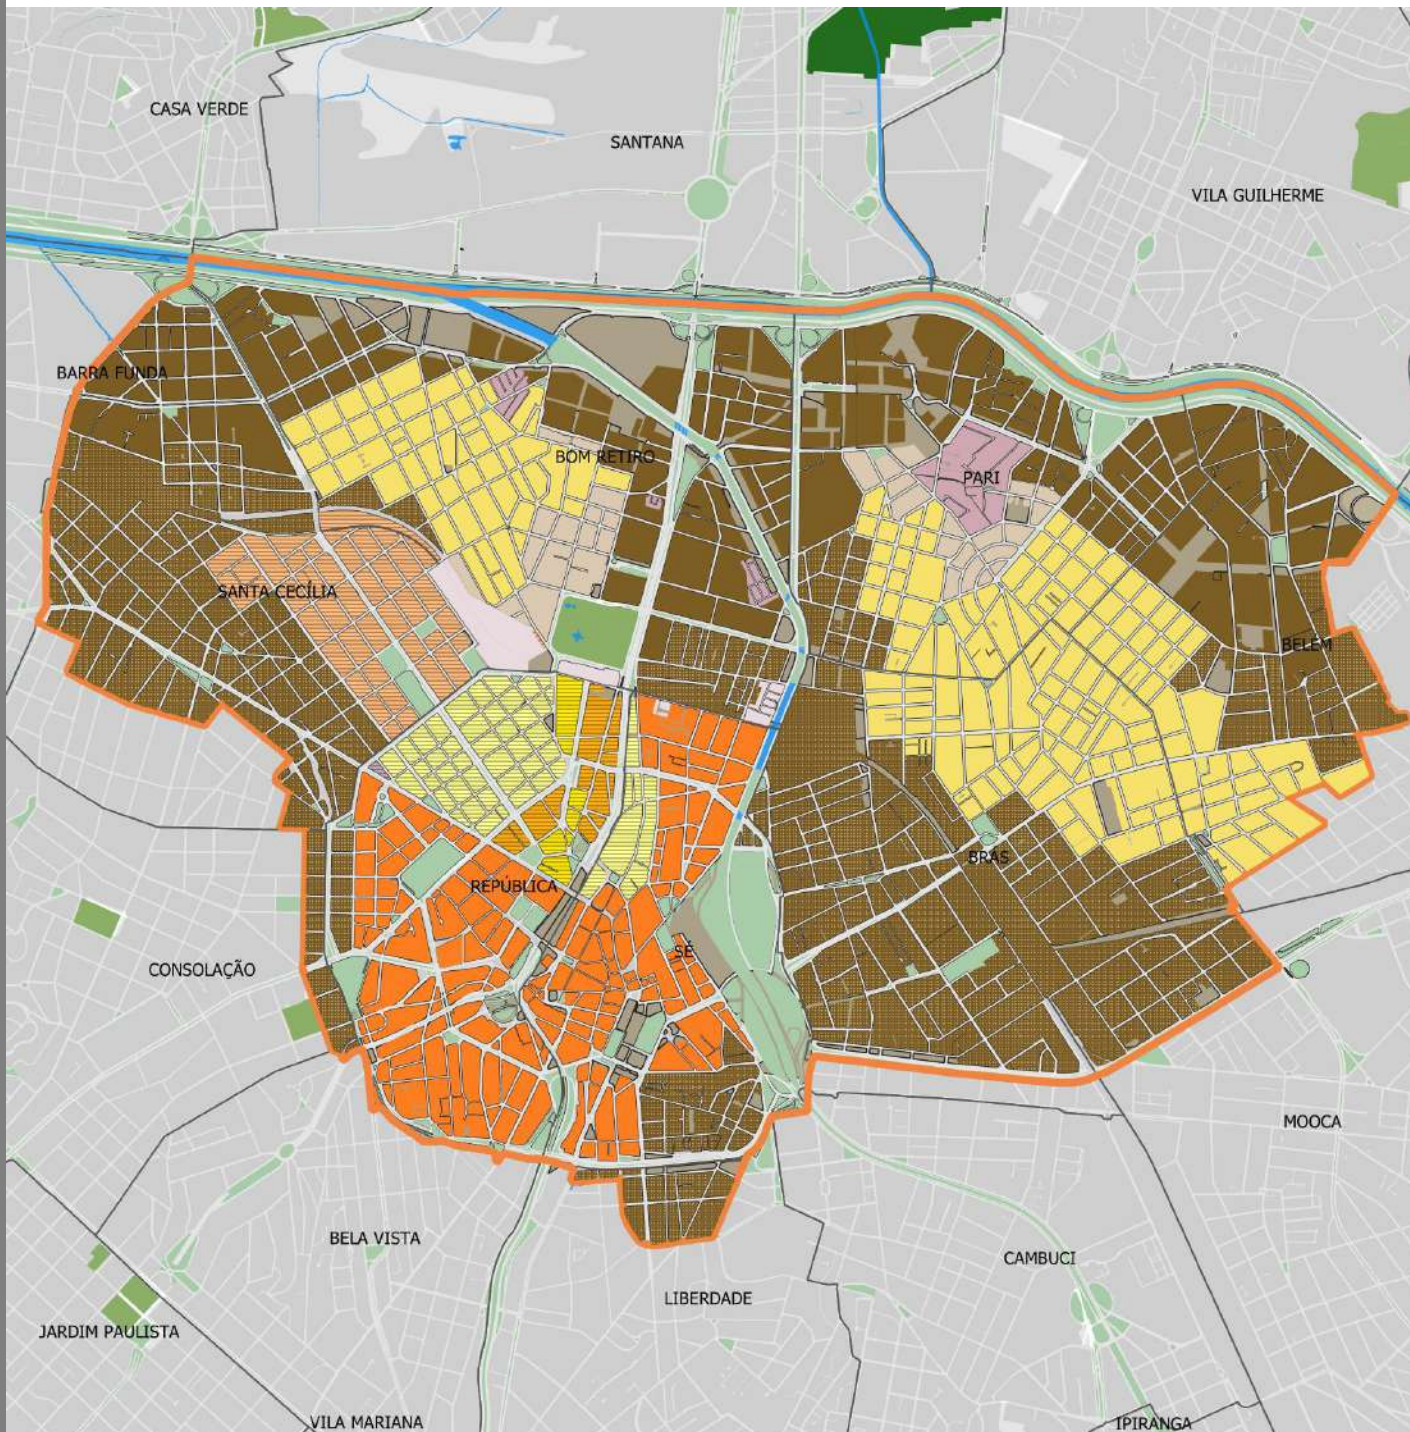 CASA VERDE
SANTANA
VILA GUILHERME
BARRA FUNDA
BOM RETIRO
PARI
SANTA CECÍLIA
BELÉM
BRÁS
REPÚBLICA
SÉ
CONSOLAÇÃO
MOOCA
BELA VISTA
CAMBUCI
LIBERDADE
JARDIM PAULISTA
VILA MARIANA
IPIRANGA